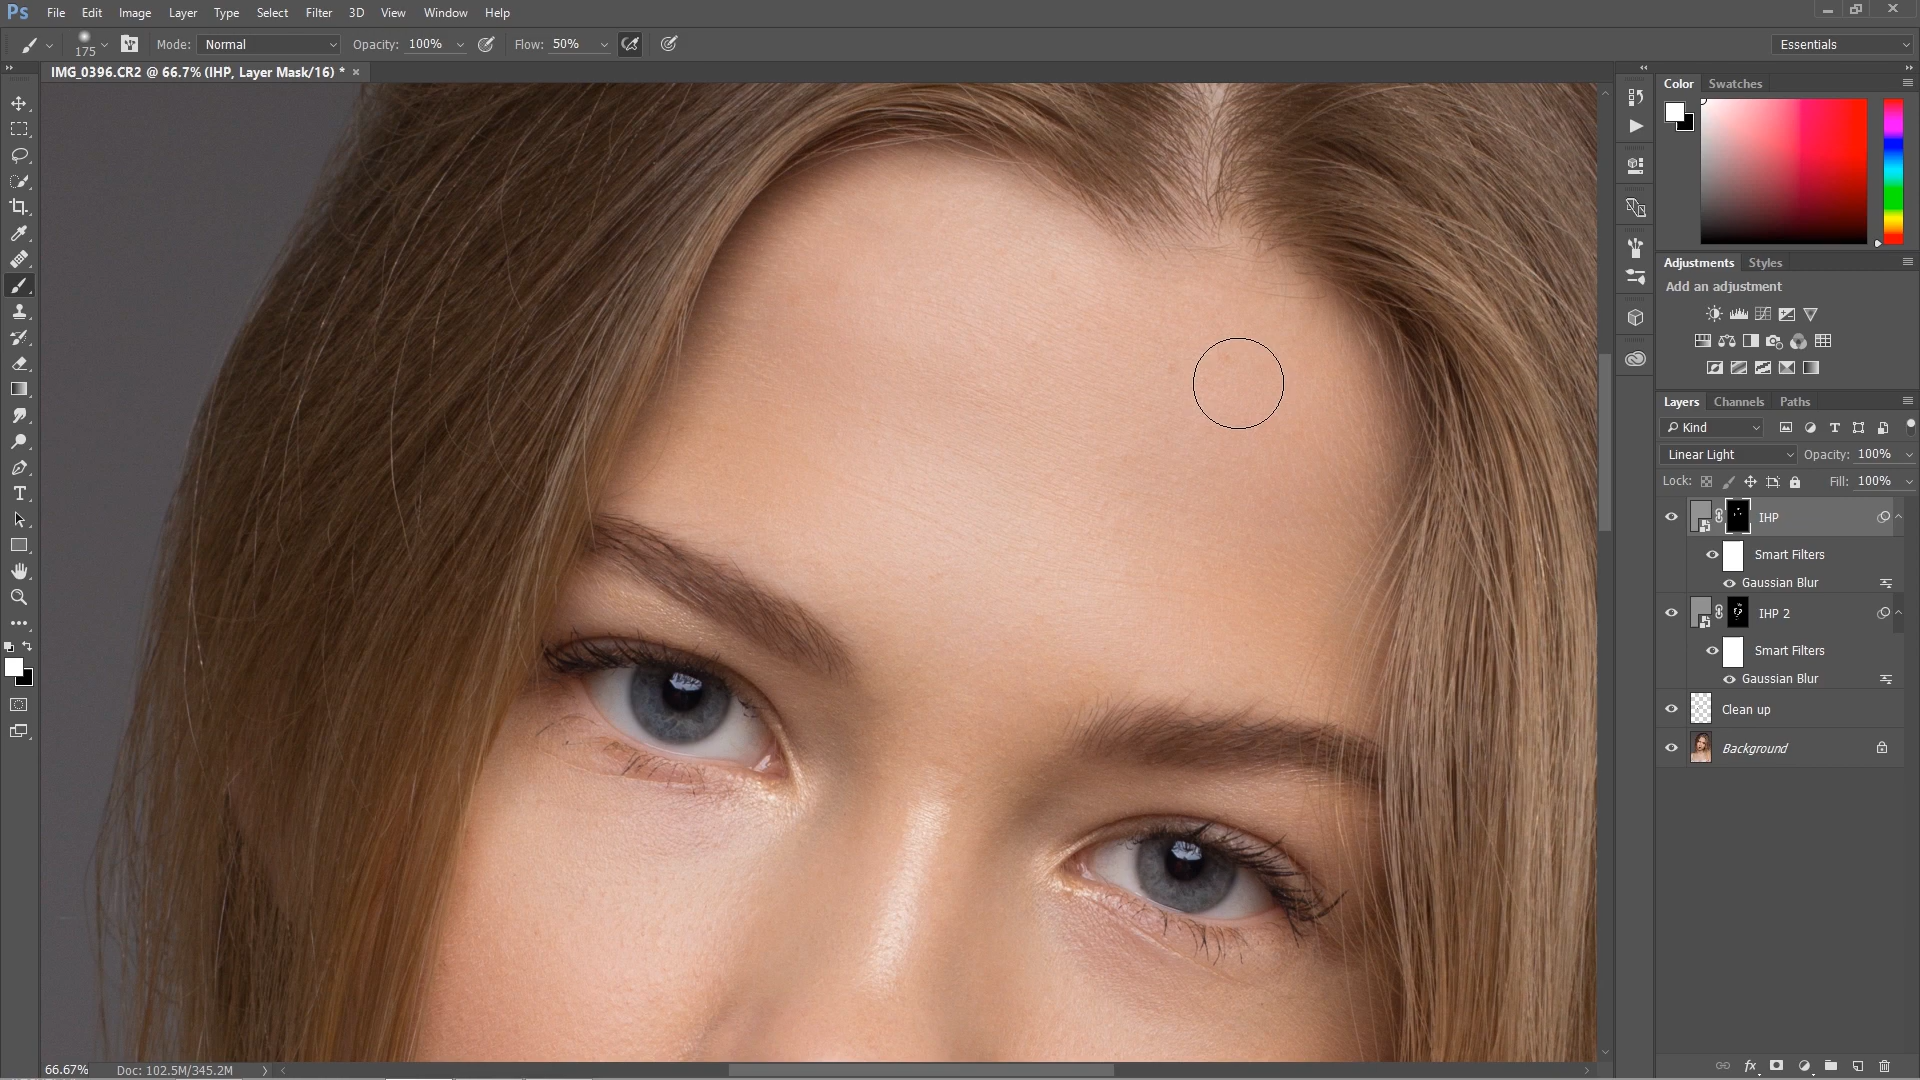 Ps File Edit Image Layer Type Select Filter 3D View Window Help
175 Mode: Normal Opacity: 100% Flow: 50% Essentials
IMG_0396.CR2 @ 66.7% (IHP, Layer Mask/16) * ×
Color Swatches
Adjustments Styles
Add an adjustment
Layers Channels Paths
Kind
Linear Light Opacity: 100%
Lock: Fill: 100%
IHP
Smart Filters
Gaussian Blur
IHP 2
Smart Filters
Gaussian Blur
Clean up
Background
66.67% Doc: 102.5M/345.2M